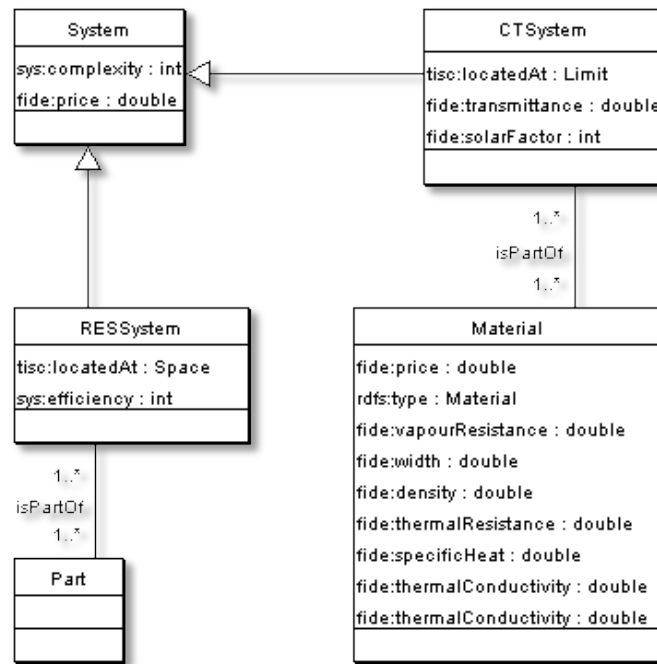 System
sys:complexity : int
fide:price : double
CTSystem
tisc:locatedAt : Limit
fide:transmittance : double
fide:solarFactor : int
1..*
isPartOf
1..*
RESSystem
tisc:locatedAt : Space
sys:efficiency : int
1..*
isPartOf
1..*
Part
Material
fide:price : double
rdfs:type : Material
fide:vapourResistance : double
fide:width : double
fide:density : double
fide:thermalResistance : double
fide:specificHeat : double
fide:thermalConductivity : double
fide:thermalConductivity : double